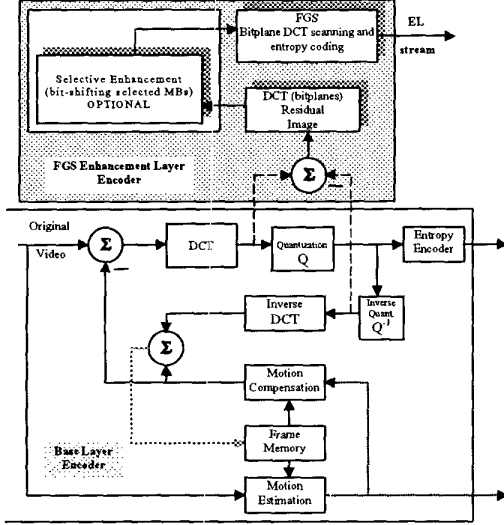 FGS
Bitplane DCT scanning and
entropy coding
EL
stream
Selective Enhancement
(bit-shifting selected MBs)
OPTIONAL
DCT (bitplanes)
Residual
Image
FGS Enhancement Layer
Encoder
Σ
Original
Video
Σ
DCT
Quantization
Q
Entropy
Encoder
Inverse
DCT
Inverse
Quant.
Q⁻¹
Σ
Motion
Compensation
Frame
Memory
Base Layer
Encoder
Motion
Estimation